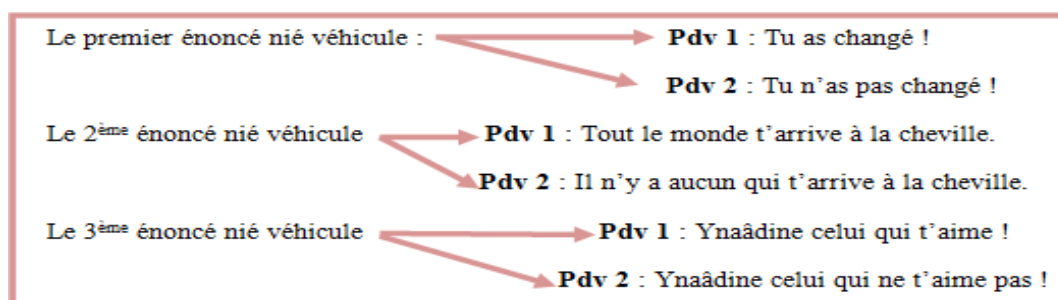 Le premier énoncé nié véhicule : Pdv 1 : Tu as changé !
Pdv 2 : Tu n’as pas changé !
Le 2ème énoncé nié véhicule Pdv 1 : Tout le monde t’arrive à la cheville.
Pdv 2 : Il n’y a aucun qui t’arrive à la cheville.
Le 3ème énoncé nié véhicule Pdv 1 : Ynaâdine celui qui t’aime !
Pdv 2 : Ynaâdine celui qui ne t’aime pas !